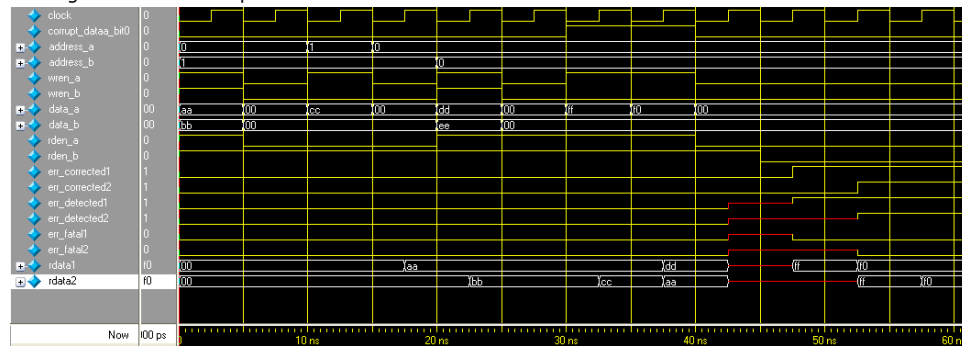 clock 0
corrupt_dataa_bit0 0
address_a 0 0 1 0
address_b 0 1 0
wren_a 0
wren_b 0
data_a 00 aa 00 cc 00 dd 00 ff f0 00
data_b 00 bb 00 ee 00
rden_a 0
rden_b 0
err_corrected1 1
err_corrected2 1
err_detected1 1
err_detected2 1
err_fatal1 0
err_fatal2 0
rdata1 f0 00 aa dd ff f0
rdata2 f0 00 bb cc aa ff f0
Now 10 ns 20 ns 30 ns 40 ns 50 ns